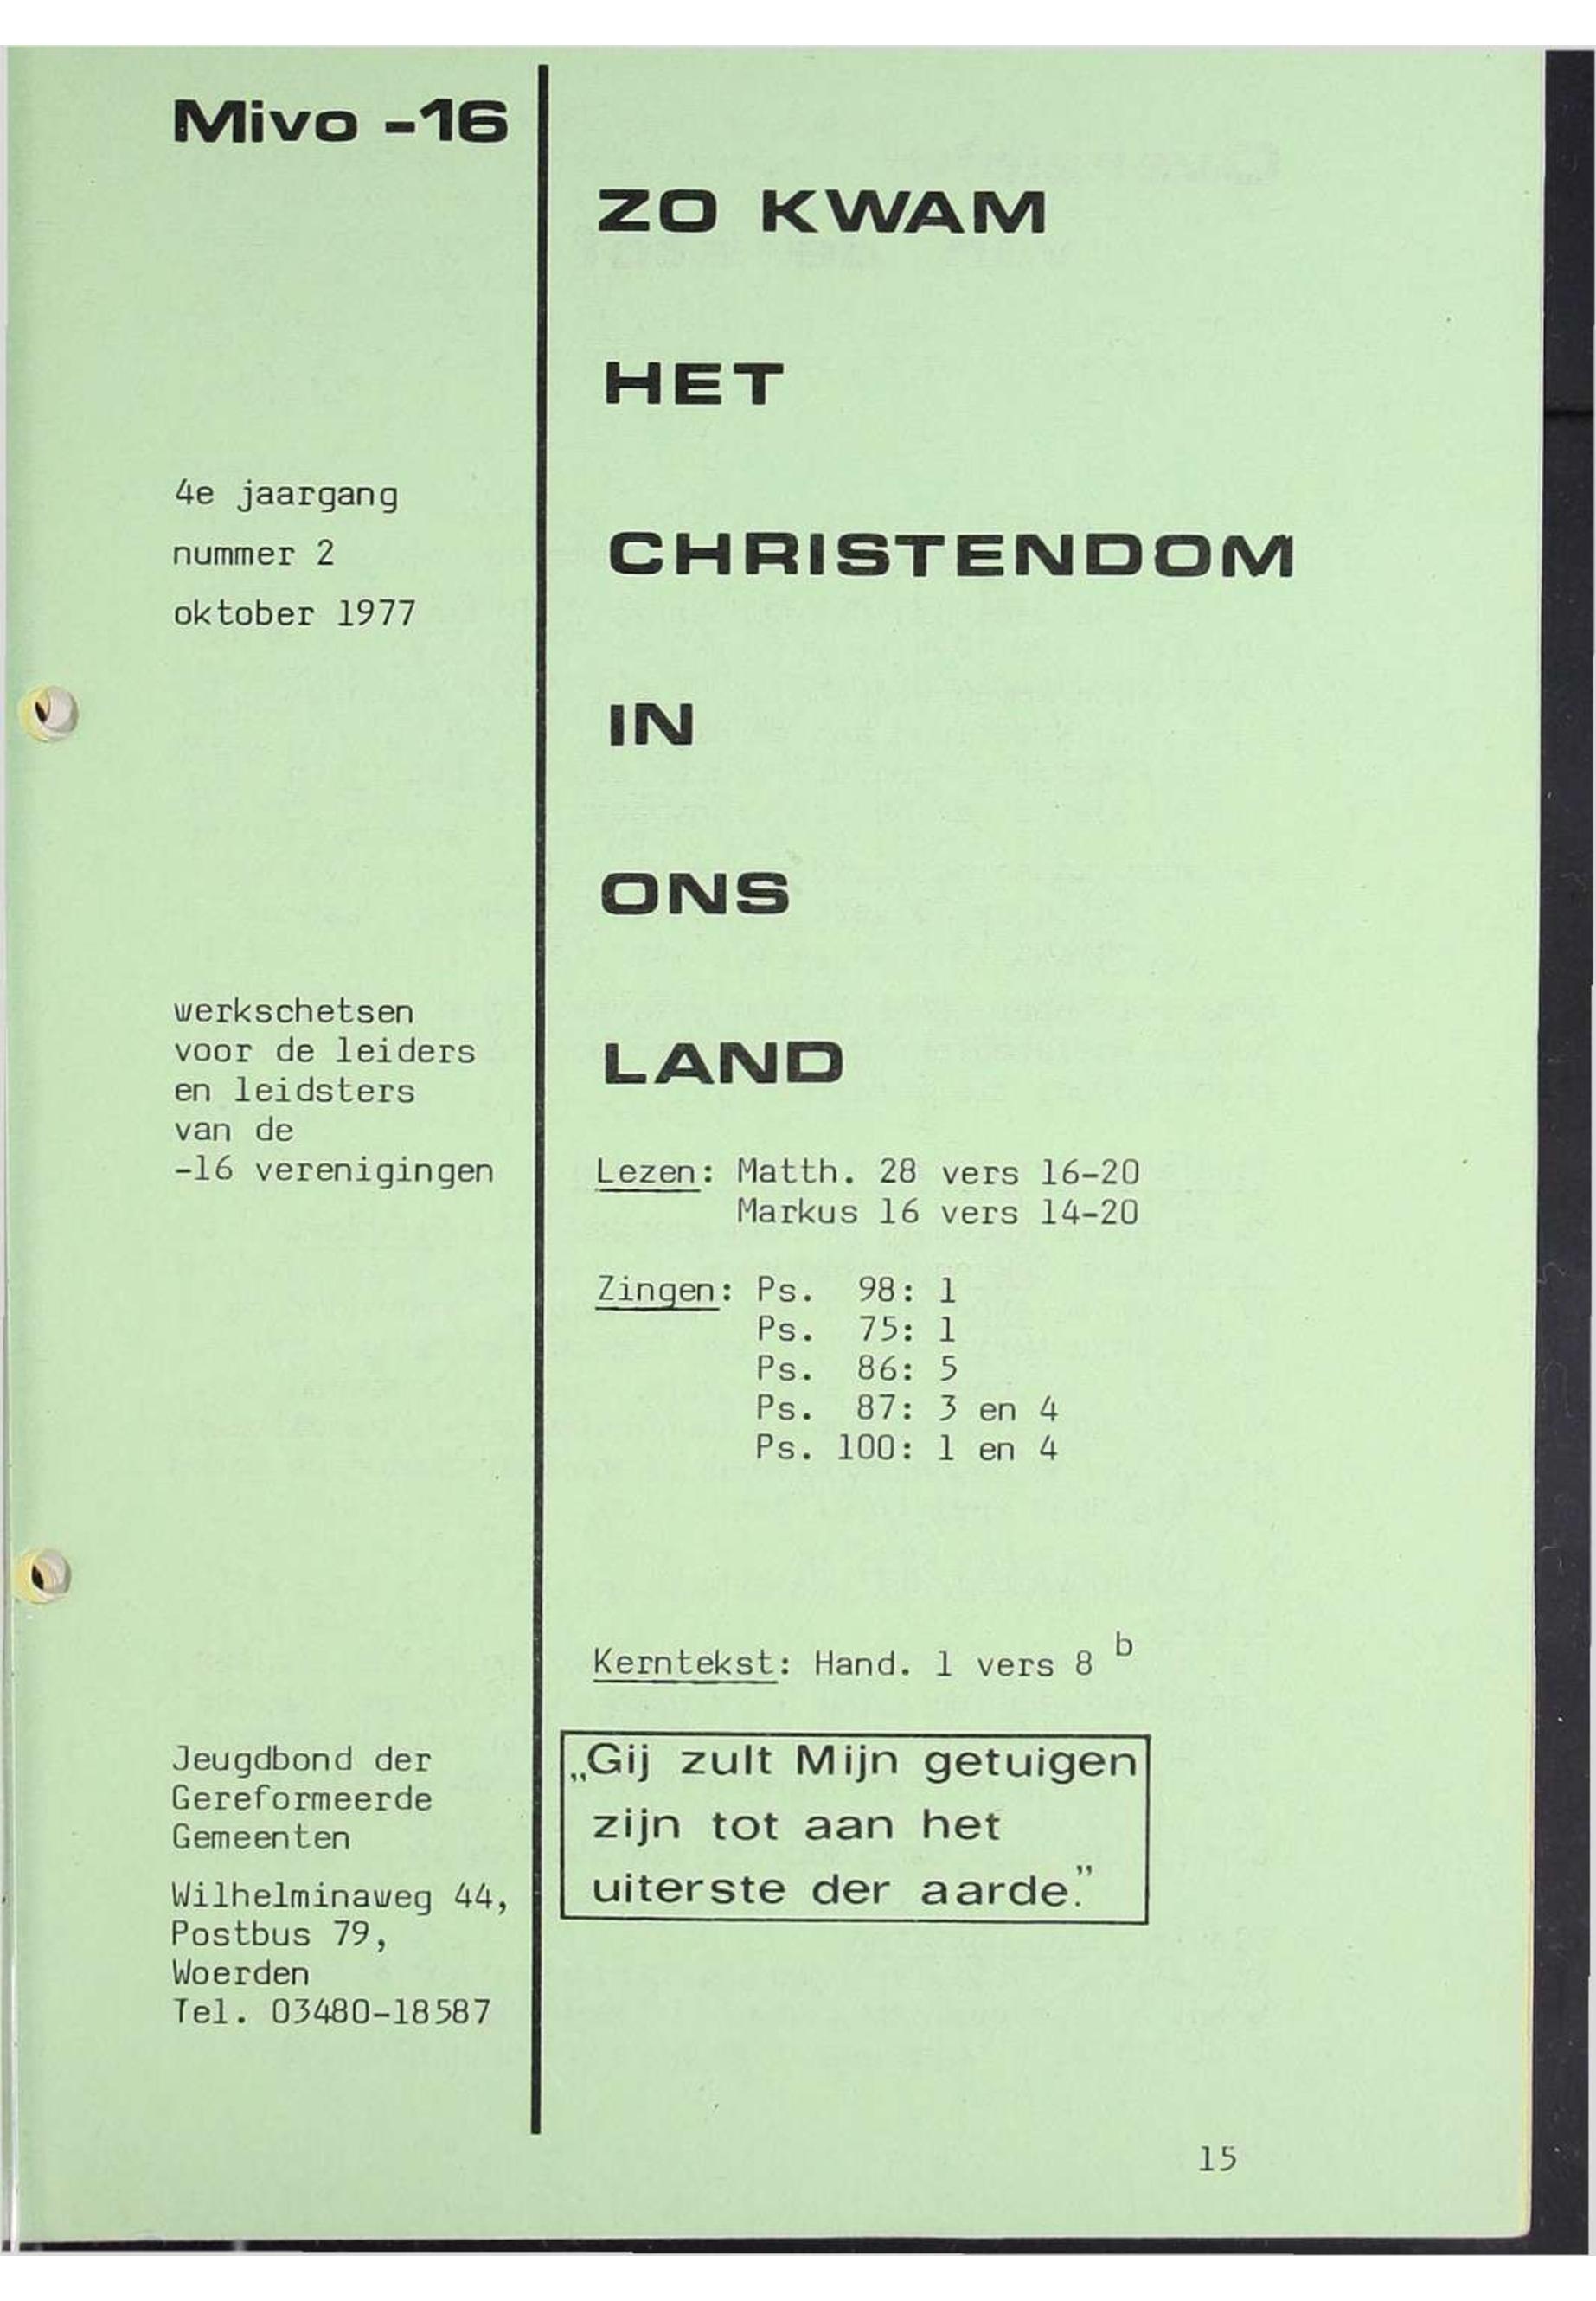 Mivo -16
4e jaargang
nummer 2
oktober 1977
werkschetsen
voor de leiders
en leidsters
van de
-16 verenigingen
Jeugdbond der
Gereformeerde
Gemeenten
Wilhelminaweg 44,
Postbus 79,
Woerden
Tel. 03480-18587
ZO KWAM
HET
CHRISTENDOM
IN
ONS
LAND
Lezen: Matth. 28 vers 16-20
Markus 16 vers 14-20
Zingen: Ps. 98: 1
Ps. 75: 1
Ps. 86: 5
Ps. 87: 3 en 4
Ps. 100: 1 en 4
Kerntekst: Hand. 1 vers 8 b
„Gij zult Mijn getuigen
zijn tot aan het
uiterste der aarde.”
15